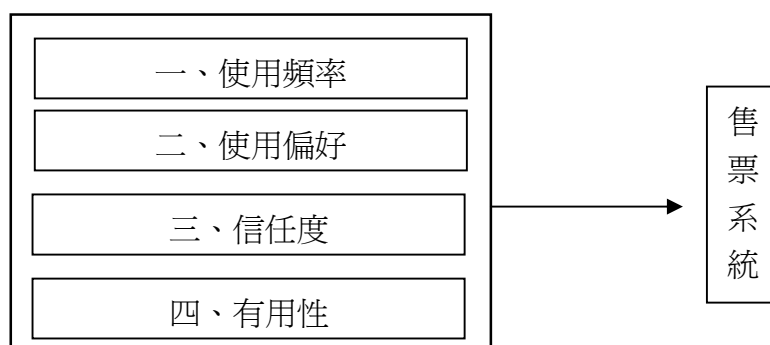 一、使用頻率
二、使用偏好
三、信任度
四、有用性
售票系統